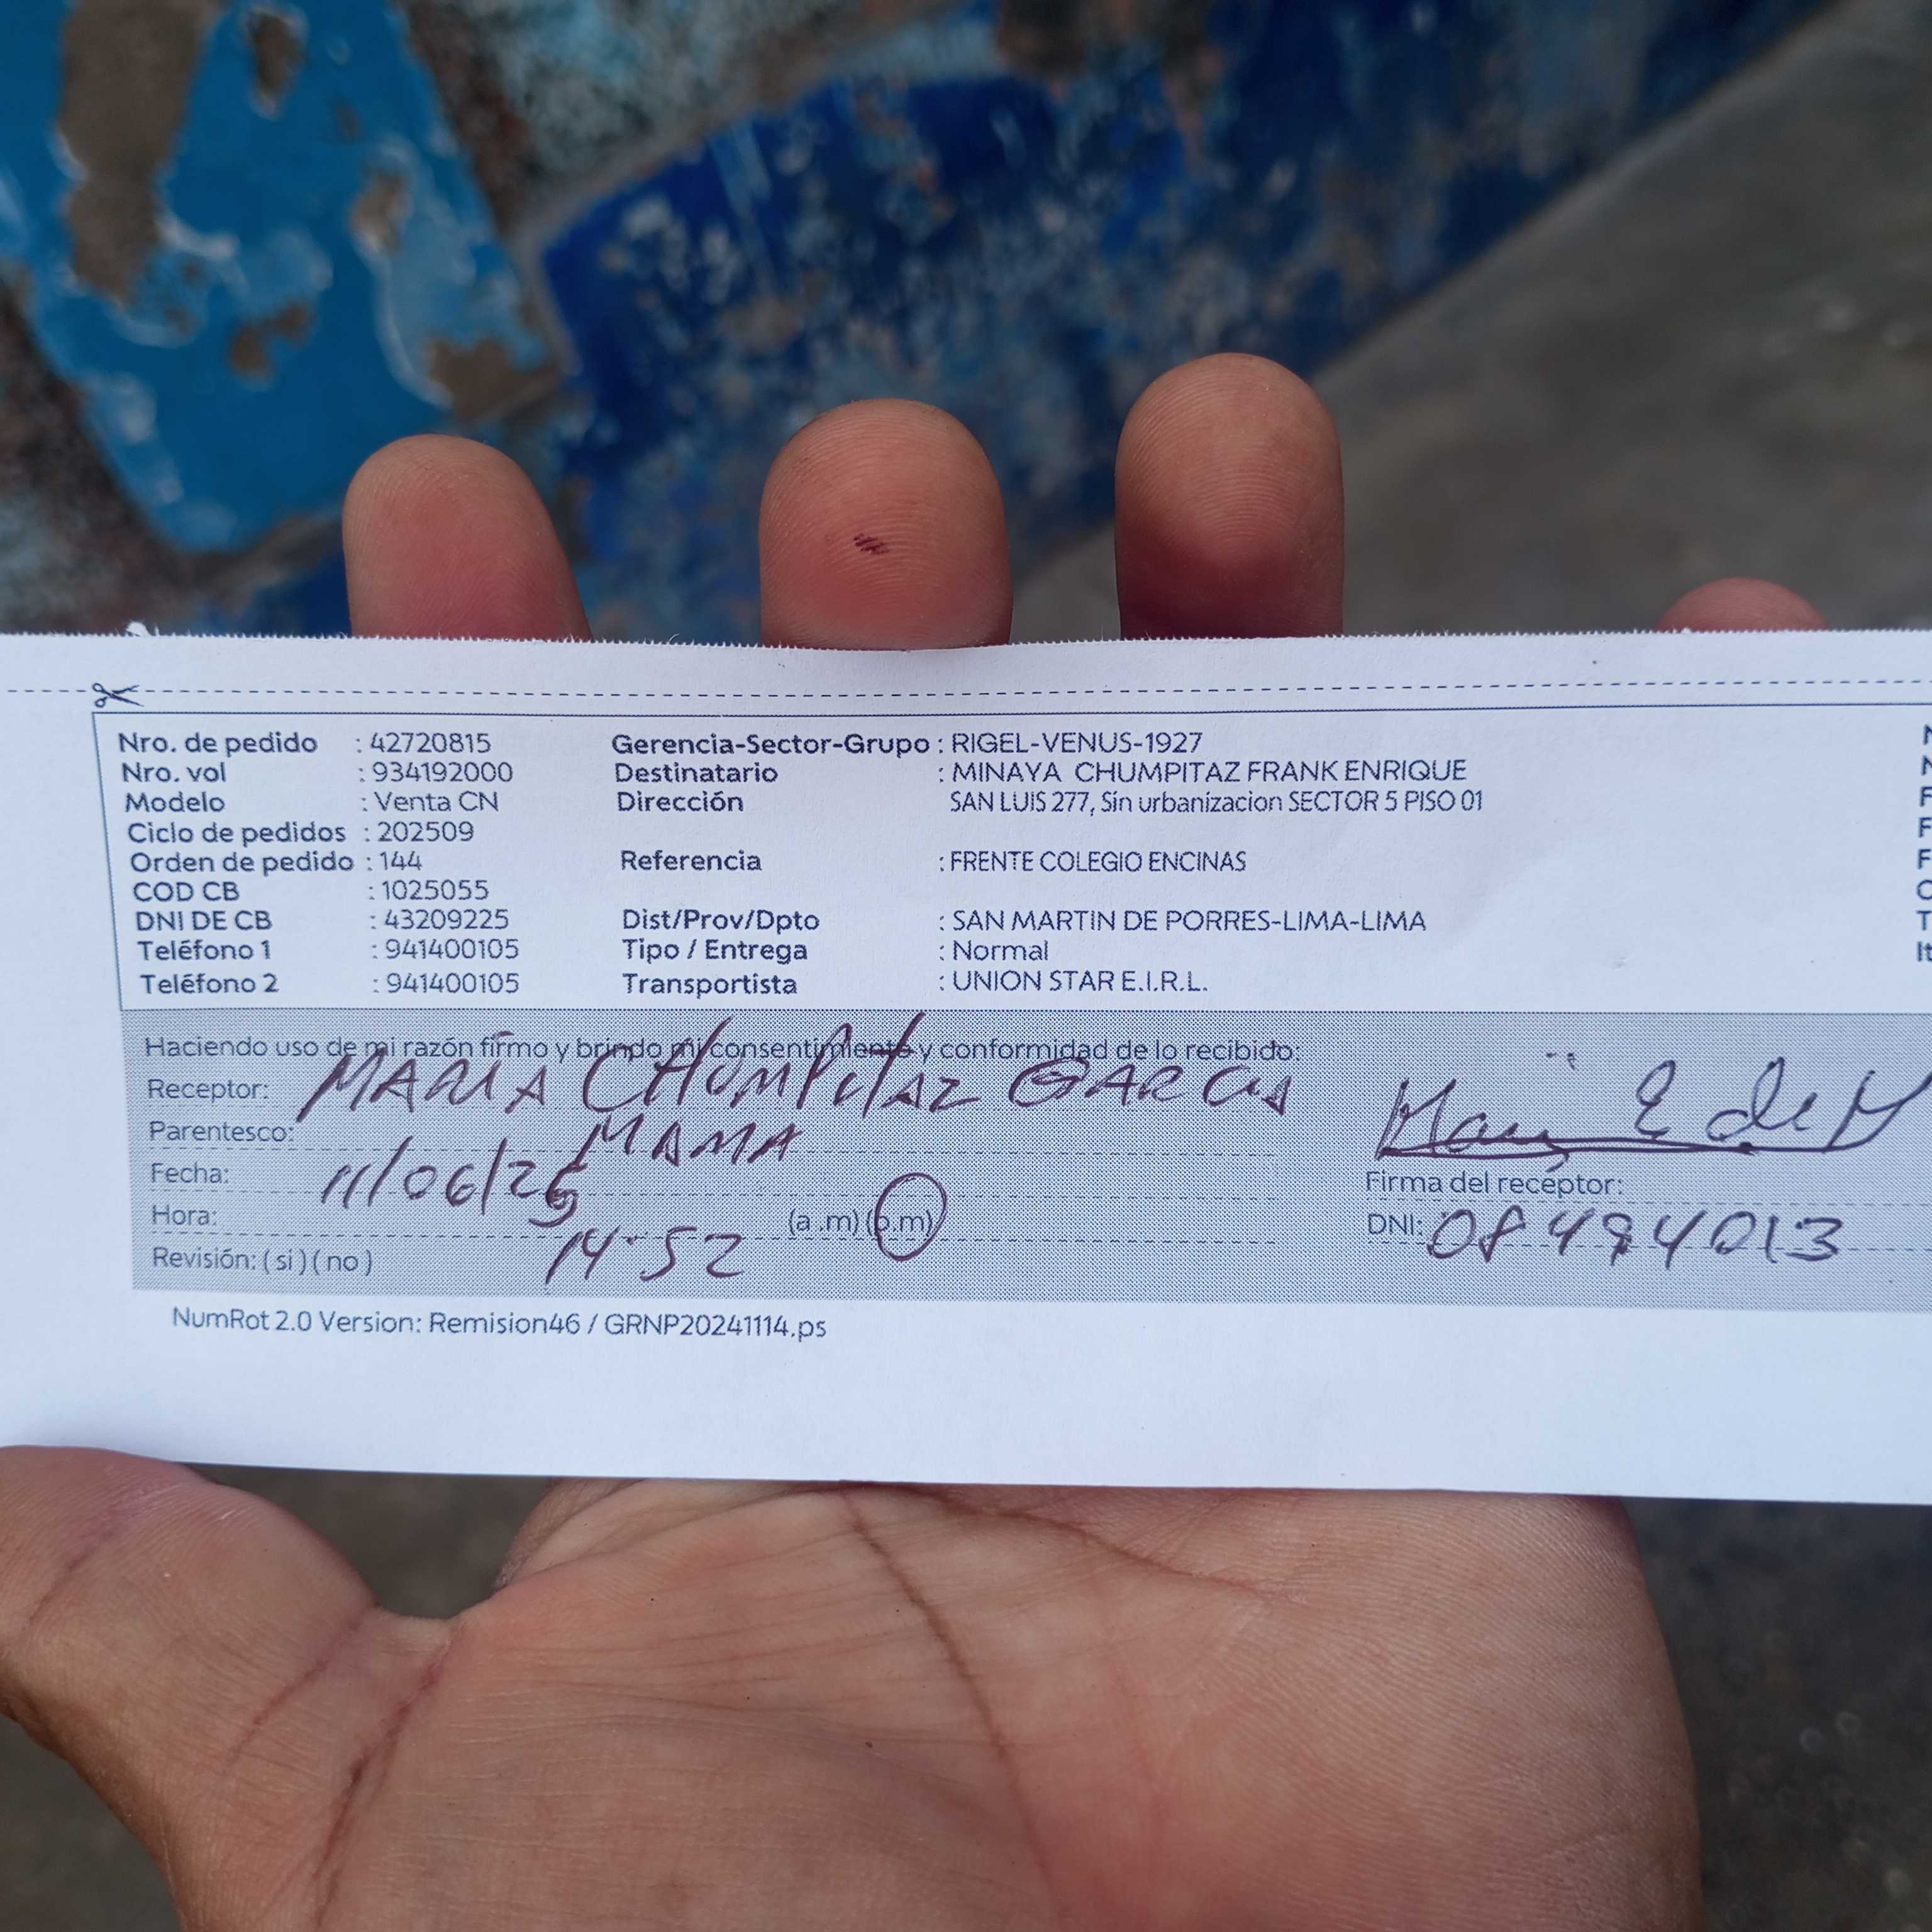 Nro. de pedido : 42720815 Gerencia-Sector-Grupo : RIGEL-VENUS-1927
Nro. vol : 934192000 Destinatario : MINAYA CHUMPITAZ FRANK ENRIQUE
Modelo : Venta CN Dirección SAN LUIS 277, Sin urbanizacion SECTOR 5 PISO 01
Ciclo de pedidos : 202509
Orden de pedido : 144 Referencia : FRENTE COLEGIO ENCINAS
COD CB : 1025055
DNI DE CB : 43209225 Dist/Prov/Dpto : SAN MARTIN DE PORRES-LIMA-LIMA
Teléfono 1 : 941400105 Tipo / Entrega : Normal
Teléfono 2 : 941400105 Transportista : UNION STAR E.I.R.L.
Haciendo uso de mi razón firmo y brindo mi consentimiento y conformidad de lo recibido:
Receptor: MARIA CHUMPITAZ GARCIA
Parentesco: MAMA
Fecha: 11/06/25
Firma del receptor:
Hora: 14:52 (a .m) (p.m)
DNI: 08494013
Revisión: ( si ) ( no )
NumRot 2.0 Version: Remision46 / GRNP20241114.ps